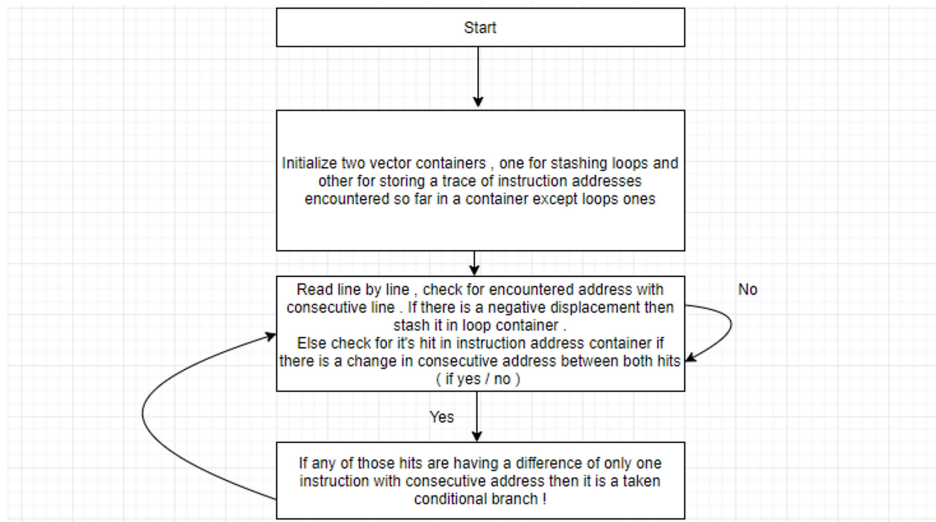 Start
Initialize two vector containers , one for stashing loops and
other for storing a trace of instruction addresses
encountered so far in a container except loops ones
Read line by line , check for encountered address with
consecutive line . If there is a negative displacement then
stash it in loop container .
Else check for it's hit in instruction address container if
there is a change in consecutive address between both hits
( if yes / no )
No
Yes
If any of those hits are having a difference of only one
instruction with consecutive address then it is a taken
conditional branch !